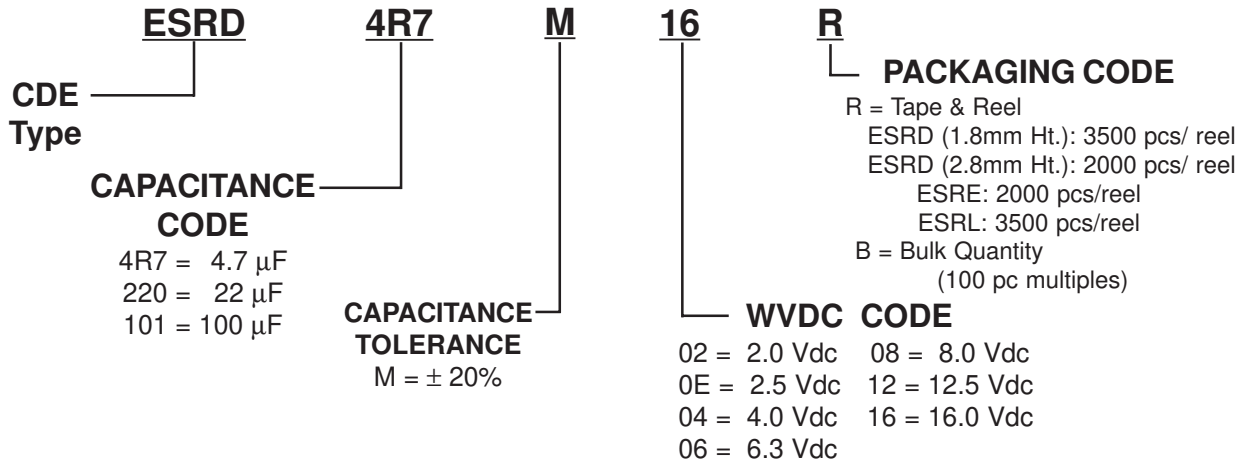 ESRD 4R7 M 16 R
CDE
Type
CAPACITANCE
CODE
4R7 = 4.7 µF
220 = 22 µF
101 = 100 µF
CAPACITANCE
TOLERANCE
M = ± 20%
WVDC CODE
02 = 2.0 Vdc 08 = 8.0 Vdc
0E = 2.5 Vdc 12 = 12.5 Vdc
04 = 4.0 Vdc 16 = 16.0 Vdc
06 = 6.3 Vdc
PACKAGING CODE
R = Tape & Reel
ESRD (1.8mm Ht.): 3500 pcs/ reel
ESRD (2.8mm Ht.): 2000 pcs/ reel
ESRE: 2000 pcs/reel
ESRL: 3500 pcs/reel
B = Bulk Quantity
(100 pc multiples)